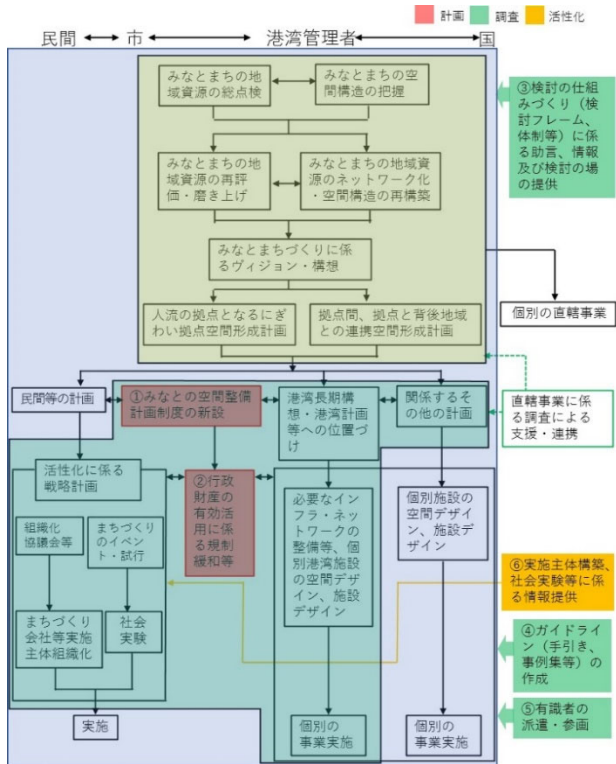 計画
調査
活性化
民間
市
港湾管理者
国
みなとまちの地
域資源の総点検
みなとまちの空
間構造の把握
③検討の仕組
みづくり（検
討フレーム、
体制等）に係
る助言、情報
及び検討の場
の提供
みなとまちの地
域資源の再評
価・磨き上げ
みなとまちの地域資
源のネットワーク化
・空間構造の再構築
みなとまちづくりに係
るヴィジョン・構想
人流の拠点となるにぎ
わい拠点空間形成計画
拠点間、拠点と背後地域
との連携空間形成計画
個別の直轄事業
民間等の計画
①みなとの空間整備
計画制度の新設
港湾長期構
想・港湾計画
等への位置づけ
関係するそ
の他の計画
直轄事業に係
る調査による
支援・連携
活性化に係る
戦略計画
②行政
財産の
有効活
用に係
る規制
緩和等
必要なインフ
ラ・ネット
ワークの
整備等、個
別港湾施設
の空間デザ
イン、施設
デザイン
個別施設の
空間デザイ
ン、施設デ
ザイン
組織化
協議会等
まちづくり
のイベン
ト・試行
⑥実施主体構築、
社会実験等に係
る情報提供
まちづくり
会社等実施
主体組織化
社会
実験
④ガイドライ
ン（手引き、
事例集等）の
作成
⑤有識者の
派遣・参画
実施
個別の
事業実施
個別の
事業実施